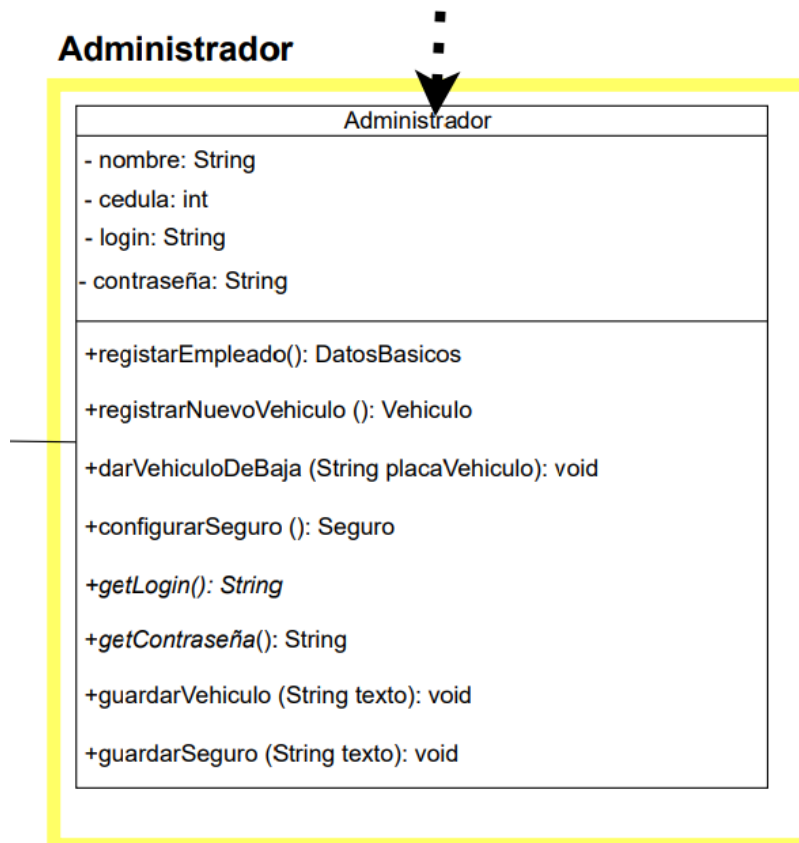 Administrador
Administrador
- nombre: String
- cedula: int
- login: String
- contraseña: String
+registarEmpleado(): DatosBasicos
+registrarNuevoVehiculo (): Vehiculo
+darVehiculoDeBaja (String placaVehiculo): void
+configurarSeguro (): Seguro
+getLogin(): String
+getContraseña(): String
+guardarVehiculo (String texto): void
+guardarSeguro (String texto): void